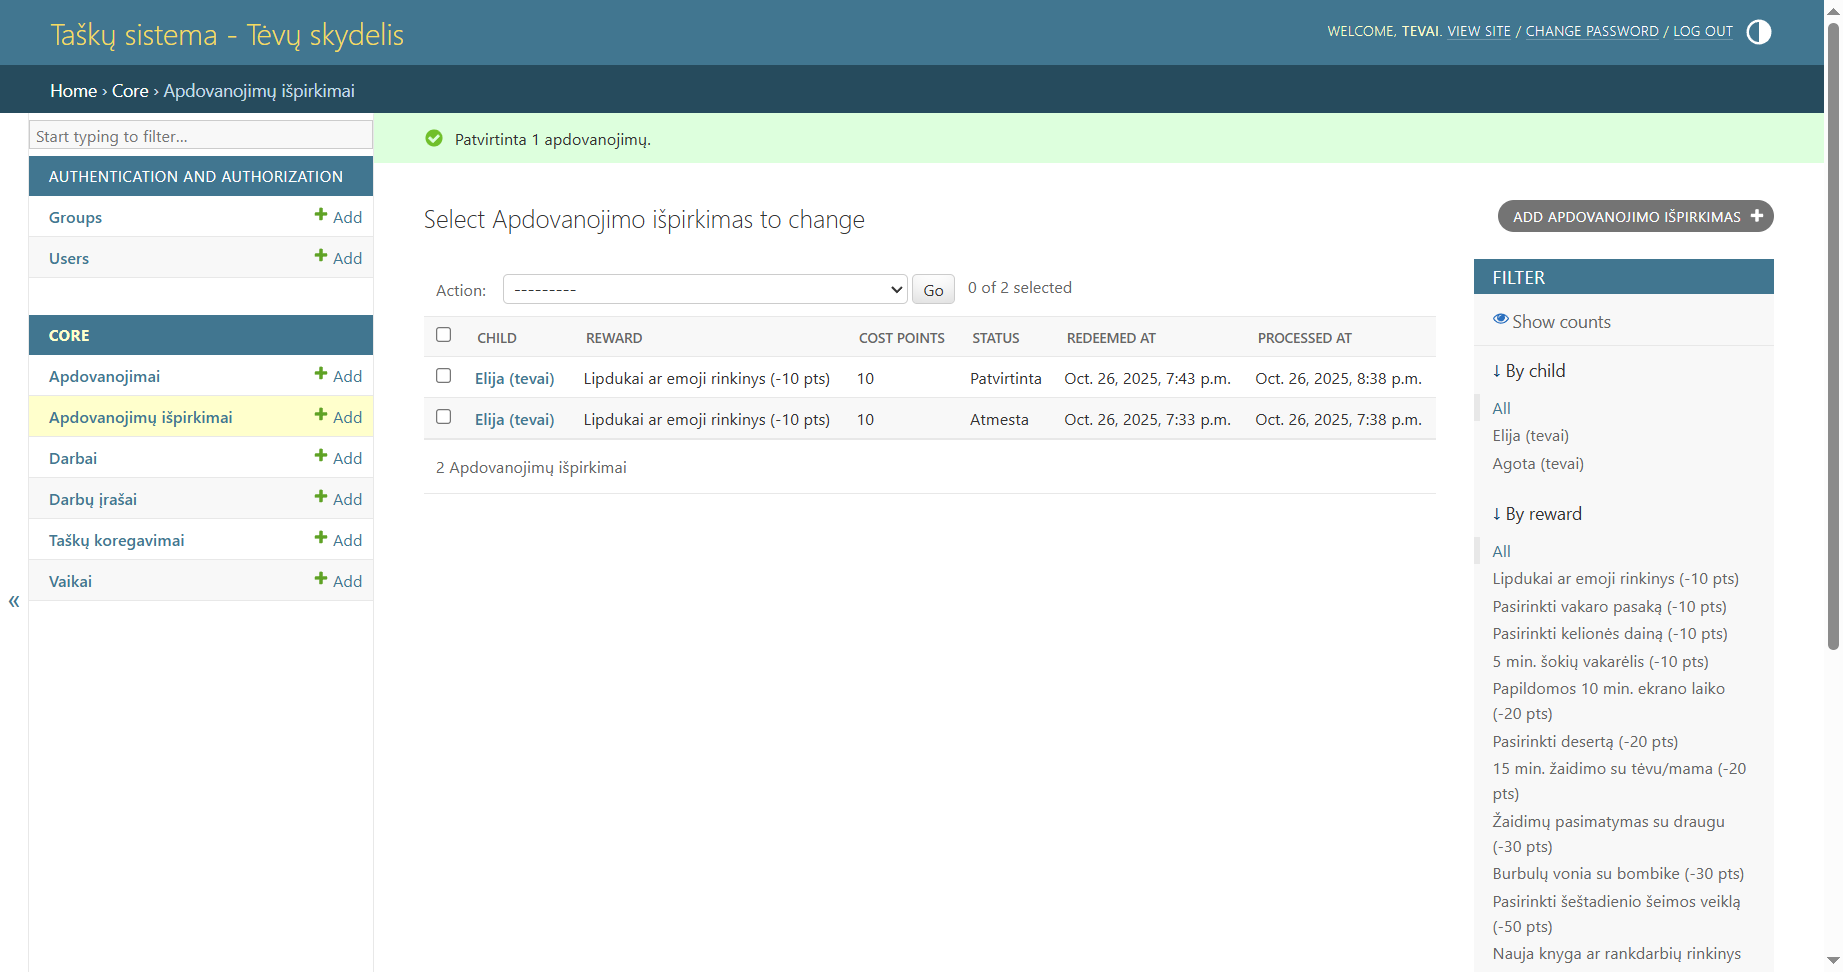 Taškų sistema - Tėvų skydelis
WELCOME, TEVAI. VIEW SITE / CHANGE PASSWORD / LOG OUT
Home › Core › Apdovanojimų išpirkimai
Start typing to filter...
AUTHENTICATION AND AUTHORIZATION
Groups Add
Users Add
CORE
Apdovanojimai Add
Apdovanojimų išpirkimai Add
Darbai Add
Darbų įrašai Add
Taškų koregavimai Add
Vaikai Add
«
Patvirtinta 1 apdovanojimų.
Select Apdovanojimo išpirkimas to change
ADD APDOVANOJIMO IŠPIRKIMAS
Action: --------- Go 0 of 2 selected
CHILD REWARD COST POINTS STATUS REDEEMED AT PROCESSED AT
Elija (tevai) Lipdukai ar emoji rinkinys (-10 pts) 10 Patvirtinta Oct. 26, 2025, 7:43 p.m. Oct. 26, 2025, 8:38 p.m.
Elija (tevai) Lipdukai ar emoji rinkinys (-10 pts) 10 Atmesta Oct. 26, 2025, 7:33 p.m. Oct. 26, 2025, 7:38 p.m.
2 Apdovanojimų išpirkimai
FILTER
Show counts
↓ By child
All
Elija (tevai)
Agota (tevai)
↓ By reward
All
Lipdukai ar emoji rinkinys (-10 pts)
Pasirinkti vakaro pasaką (-10 pts)
Pasirinkti kelionės dainą (-10 pts)
5 min. šokių vakarėlis (-10 pts)
Papildomos 10 min. ekrano laiko
(-20 pts)
Pasirinkti desertą (-20 pts)
15 min. žaidimo su tėvu/mama (-20
pts)
Žaidimų pasimatymas su draugu
(-30 pts)
Burbulų vonia su bombike (-30 pts)
Pasirinkti šeštadienio šeimos veiklą
(-50 pts)
Nauja knyga ar rankdarbių rinkinys